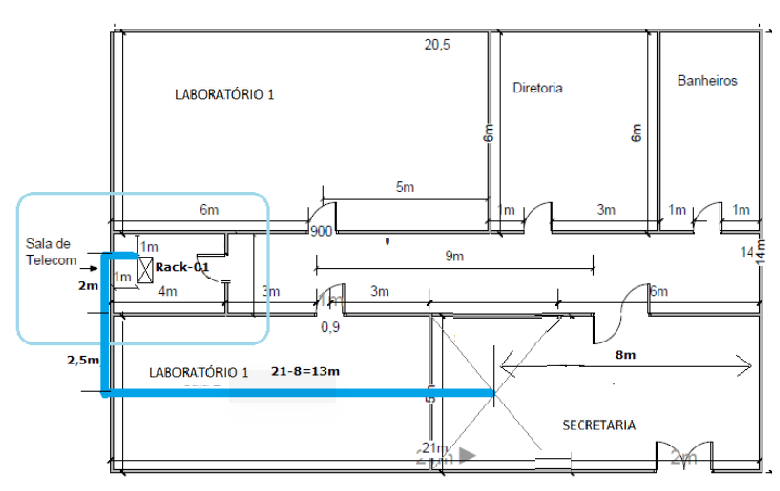 20,5
LABORATÓRIO 1
Diretoria
Banheiros
6m
6m
5m
6m
1m
3m
1m
1m
900
Sala de
Telecom
1m
Rack-01
9m
14
14m
1m
2m
4m
3m
1m
3m
6m
0,9
2,5m
LABORATÓRIO 1
21-8=13m
8m
5
SECRETARIA
21m
2m